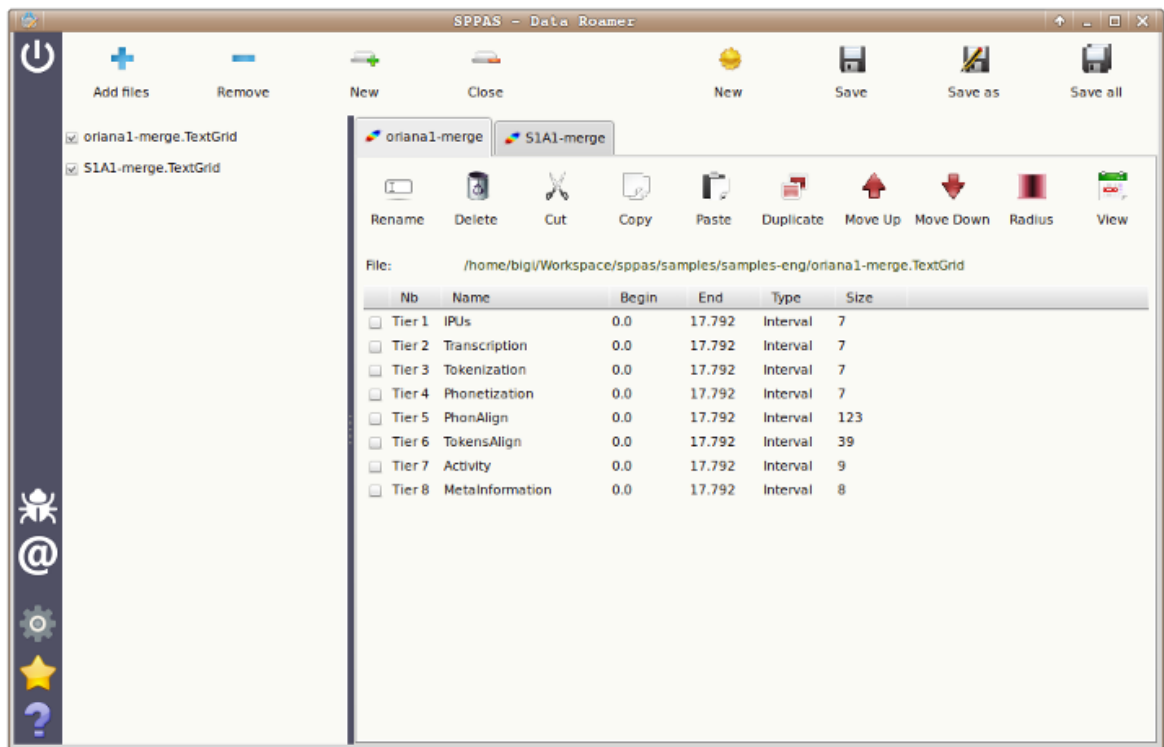 SPPAS - Data Roamer
Add files Remove New Close New Save Save as Save all
oriana1-merge.TextGrid
S1A1-merge.TextGrid
oriana1-merge S1A1-merge
Rename Delete Cut Copy Paste Duplicate Move Up Move Down Radius View
File: /home/bigi/Workspace/sppas/samples/samples-eng/oriana1-merge.TextGrid
Nb Name Begin End Type Size
Tier 1 IPUs 0.0 17.792 Interval 7
Tier 2 Transcription 0.0 17.792 Interval 7
Tier 3 Tokenization 0.0 17.792 Interval 7
Tier 4 Phonetization 0.0 17.792 Interval 7
Tier 5 PhonAlign 0.0 17.792 Interval 123
Tier 6 TokensAlign 0.0 17.792 Interval 39
Tier 7 Activity 0.0 17.792 Interval 9
Tier 8 MetaInformation 0.0 17.792 Interval 8
@
?